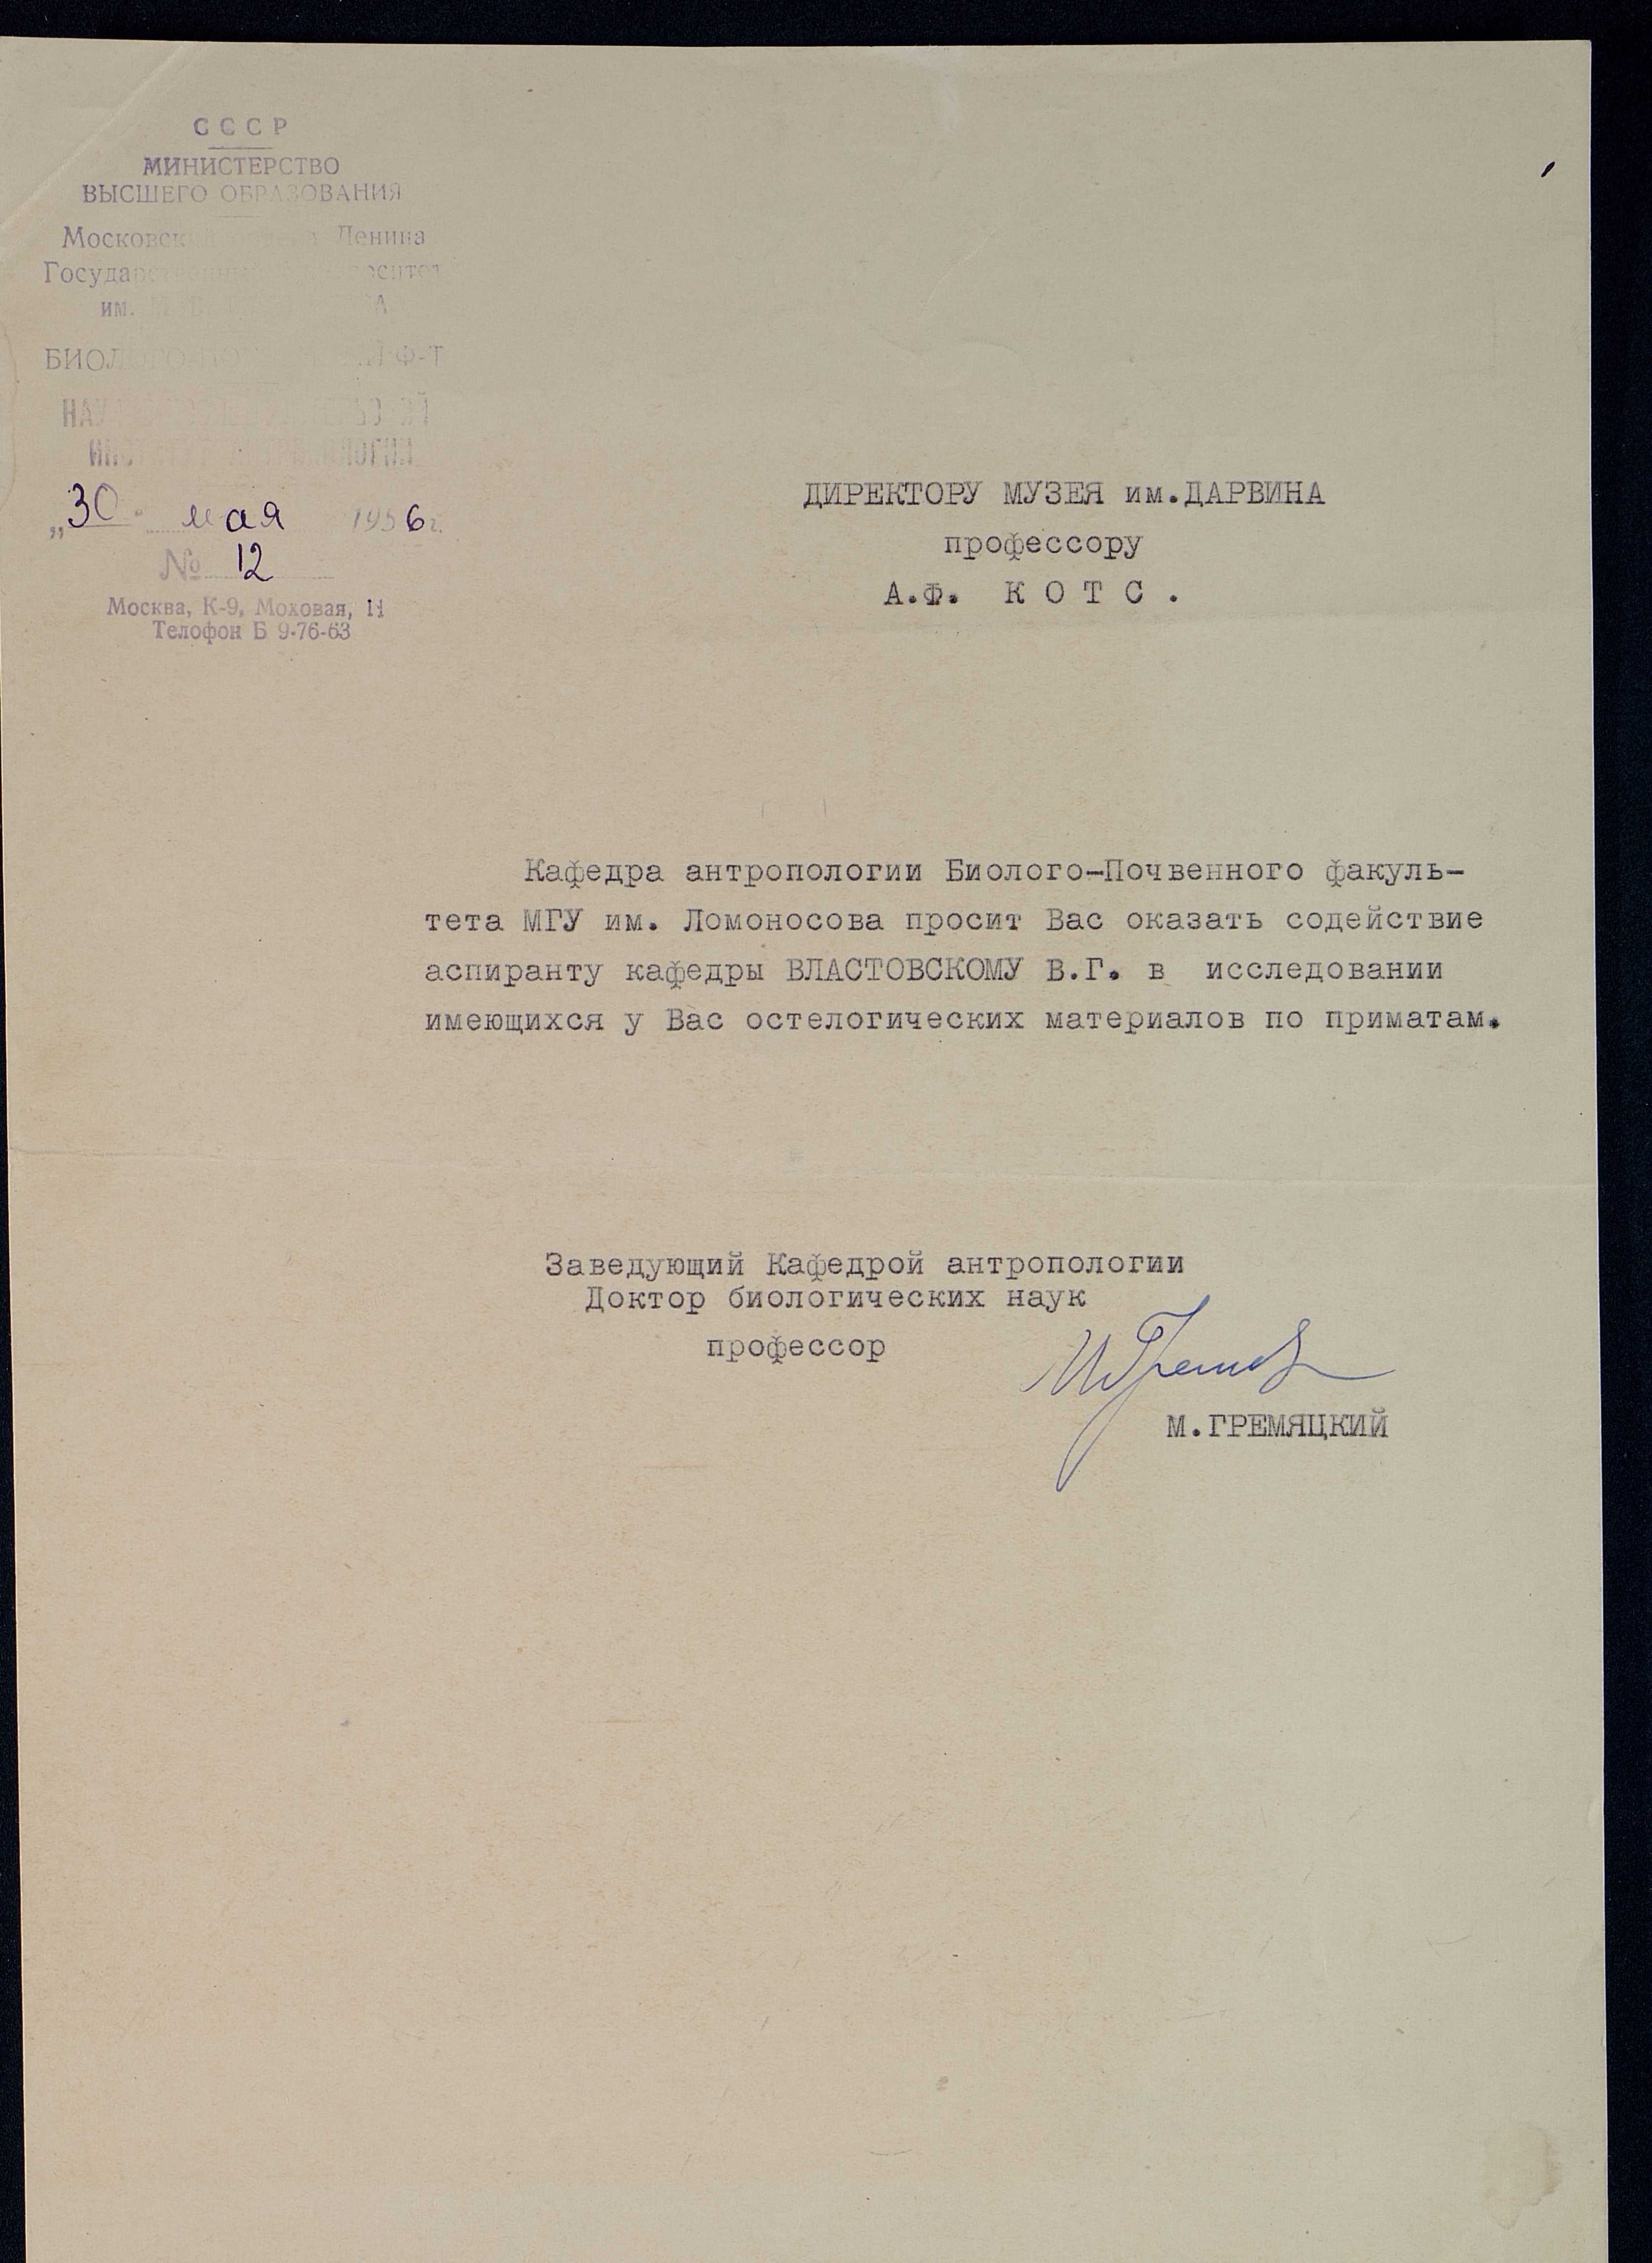 СССР
МИНИСТЕРСТВО
ВЫСШЕГО ОБРАЗОВАНИЯ
Московский ордена Ленина
Государственный
им.
Ф-Т
„30" мая 1956 г.
№ 12
Москва, К-9, Моховая, 11
Телофон Б 9-76-63
ДИРЕКТОРУ МУЗЕЯ им.ДАРВИНА
профессору
А.Ф. К О Т С .
Кафедра антропологии Биолого-Почвенного факуль-
тета МГУ им. Ломоносова просит Вас оказать содействие
аспиранту кафедры ВЛАСТОВСКОМУ В.Г. в исследовании
имеющихся у Вас остелогических материалов по приматам.
Заведующий Кафедрой антропологии
Доктор биологических наук
профессор
М.ГРЕМЯЦКИЙ